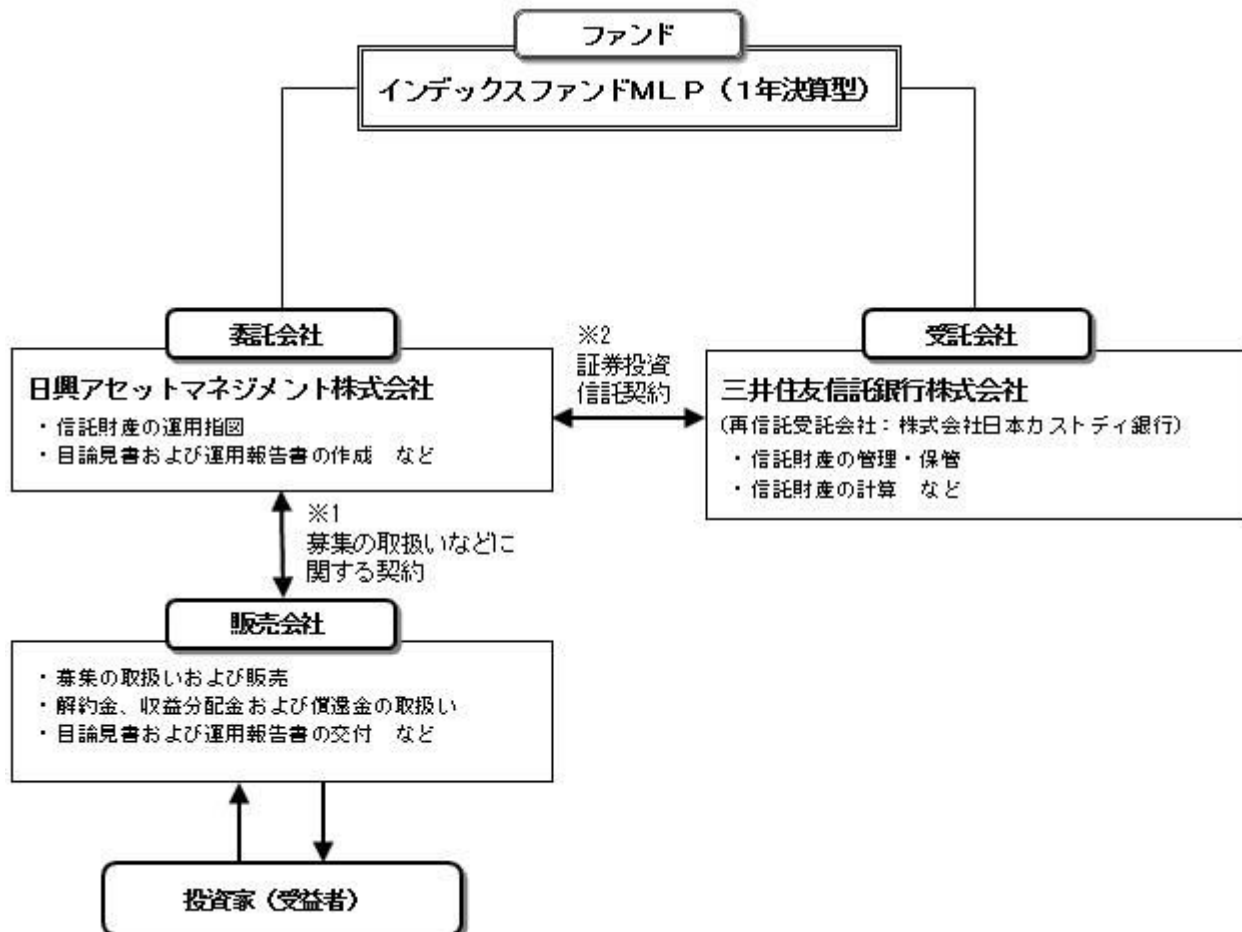 ファンド
インデックスファンドMLP(1年決算型)
委託会社
日興アセットマネジメント株式会社
・信託財産の運用指図
・目論見書および運用報告書の作成 など
※2
証券投資
信託契約
受託会社
三井住友信託銀行株式会社
(再信託受託会社:株式会社日本カストディ銀行)
・信託財産の管理・保管
・信託財産の計算 など
※1
募集の取扱いなどに
関する契約
販売会社
・募集の取扱いおよび販売
・解約金、収益分配金および償還金の取扱い
・目論見書および運用報告書の交付 など
投資家(受益者)